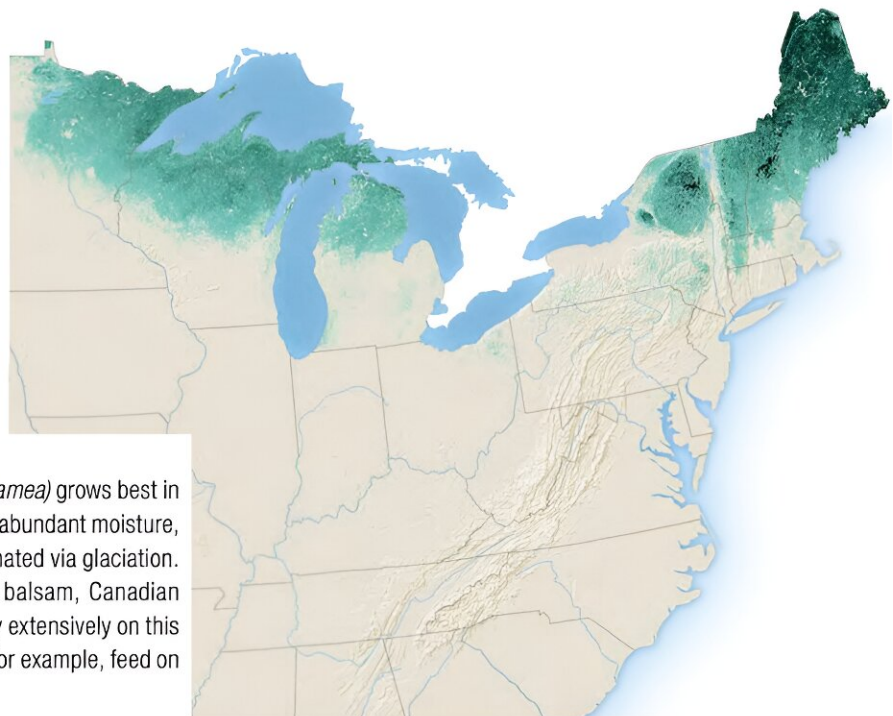 amea) grows best in
abundant moisture,
nated via glaciation.
balsam, Canadian
y extensively on this
or example, feed on